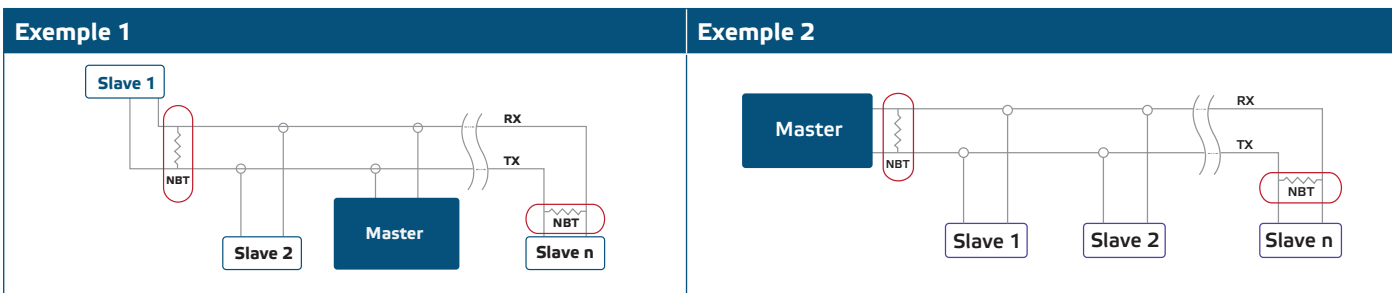 Exemple 1
Slave 1
RX
TX
NBT
NBT
Slave 2
Master
Slave n
Exemple 2
Master
RX
TX
NBT
NBT
Slave 1
Slave 2
Slave n